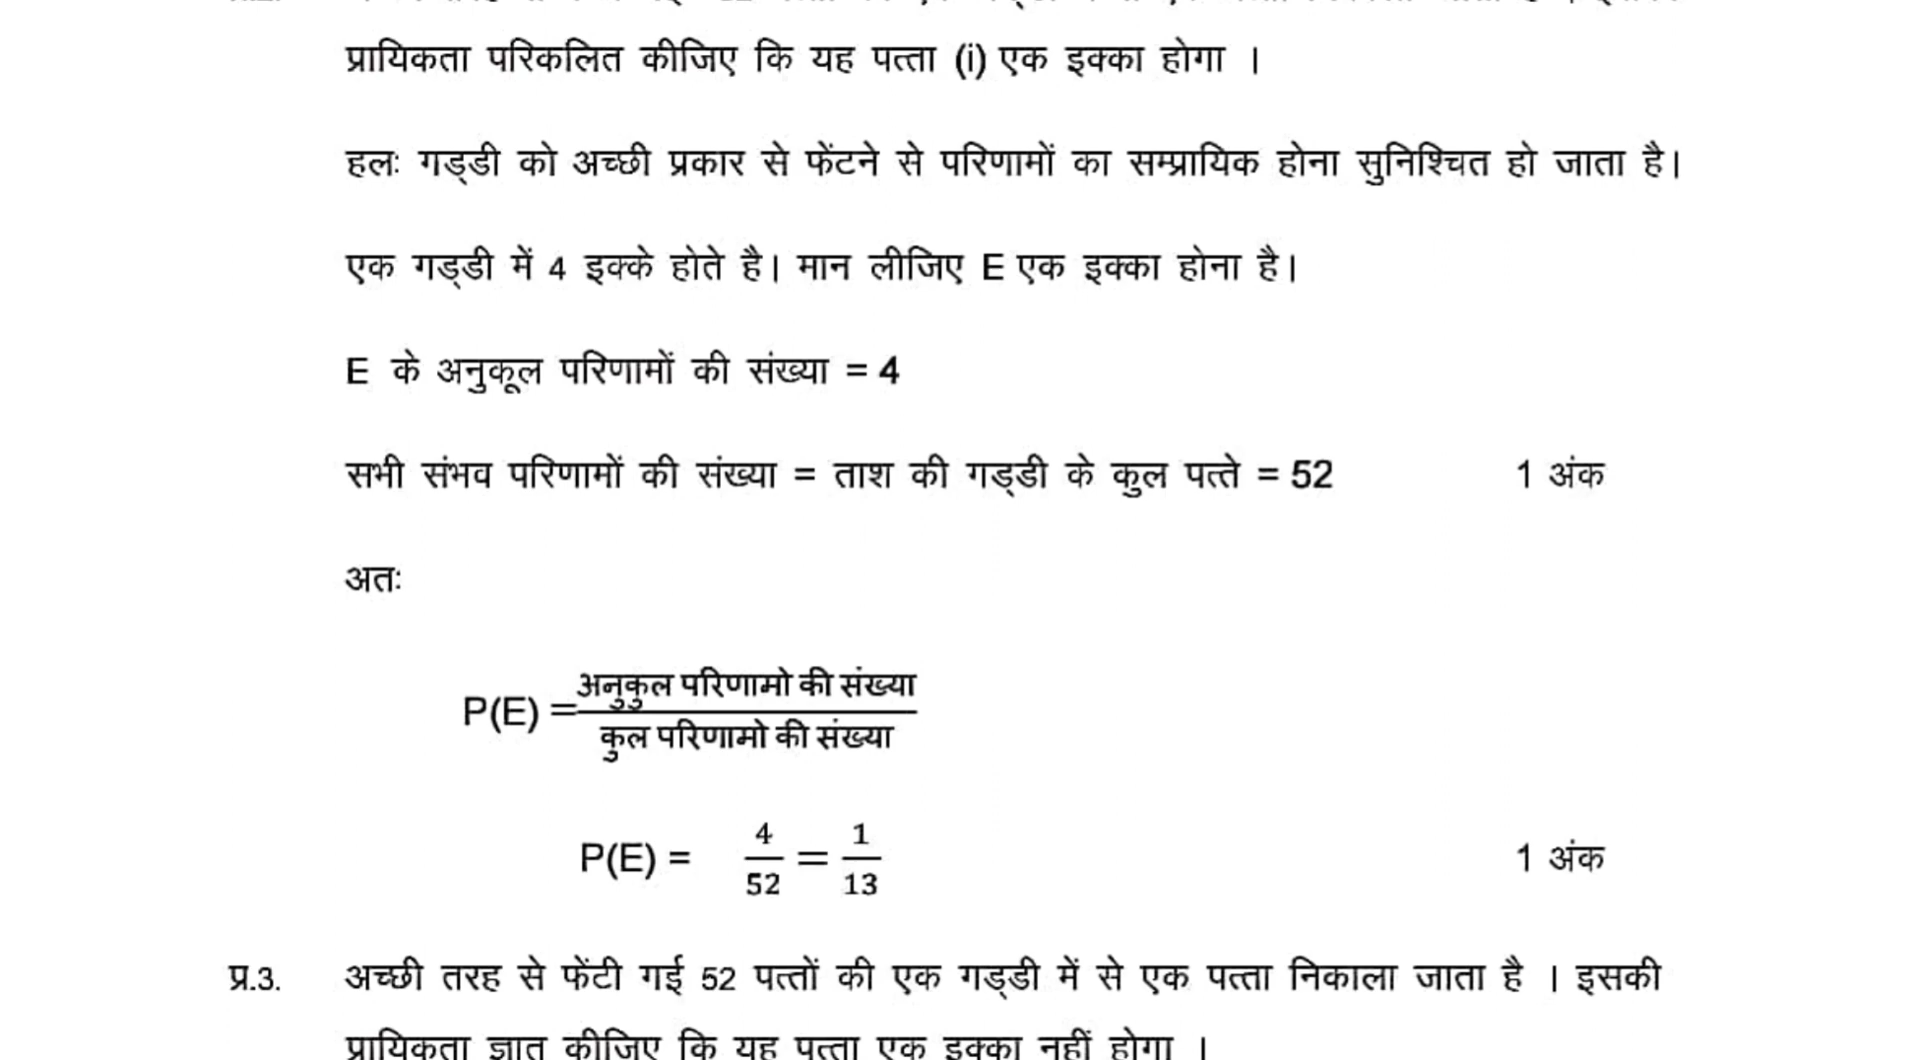 प्रायिकता परिकलित कीजिए कि यह पत्ता (i) एक इक्का होगा ।
हलः गड्डी को अच्छी प्रकार से फेंटने से परिणामों का सम्प्रायिक होना सुनिश्चित हो जाता है।
एक गड्डी में 4 इक्के होते है। मान लीजिए E एक इक्का होना है।
E के अनुकूल परिणामों की संख्या = 4
सभी संभव परिणामों की संख्या = ताश की गड्डी के कुल पत्ते = 52 1 अंक
अतः
P(E) = अनुकुल परिणामो की संख्या
कुल परिणामो की संख्या
P(E) = 4/52 = 1/13 1 अंक
प्र.3. अच्छी तरह से फेंटी गई 52 पत्तों की एक गड्डी में से एक पत्ता निकाला जाता है । इसकी
प्रायिकता ज्ञात कीजिए कि यह पत्ता एक इक्का नहीं होगा ।